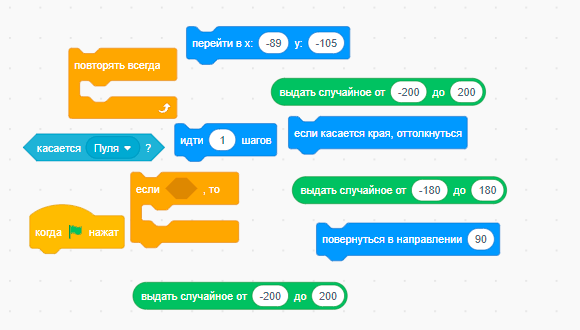 перейти в x: -89 y: -105
повторять всегда
выдать случайное от -200 до 200
касается Пуля ?
идти 1 шагов
если касается края, оттолкнуться
если , то
выдать случайное от -180 до 180
когда нажат
повернуться в направлении 90
выдать случайное от -200 до 200